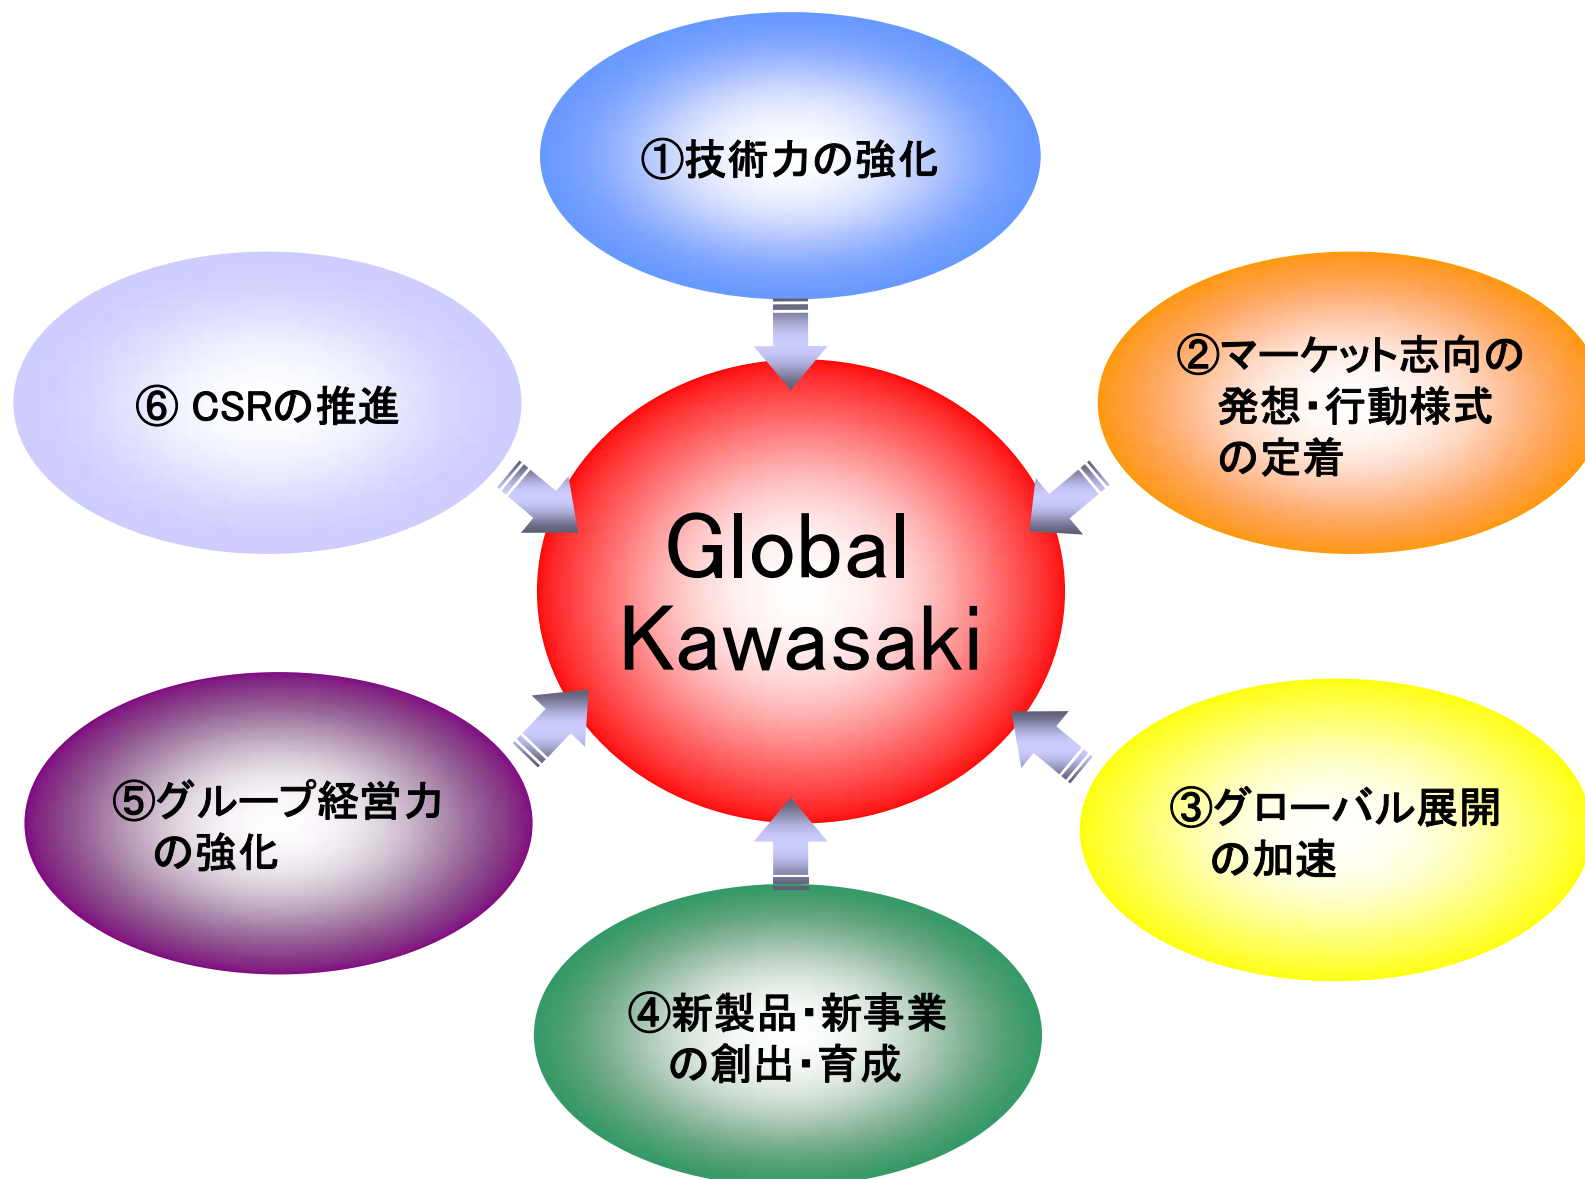 ①技術力の強化
②マーケット志向の
発想・行動様式
の定着
⑥ CSRの推進
Global
Kawasaki
⑤グループ経営力
の強化
③グローバル展開
の加速
④新製品・新事業
の創出・育成